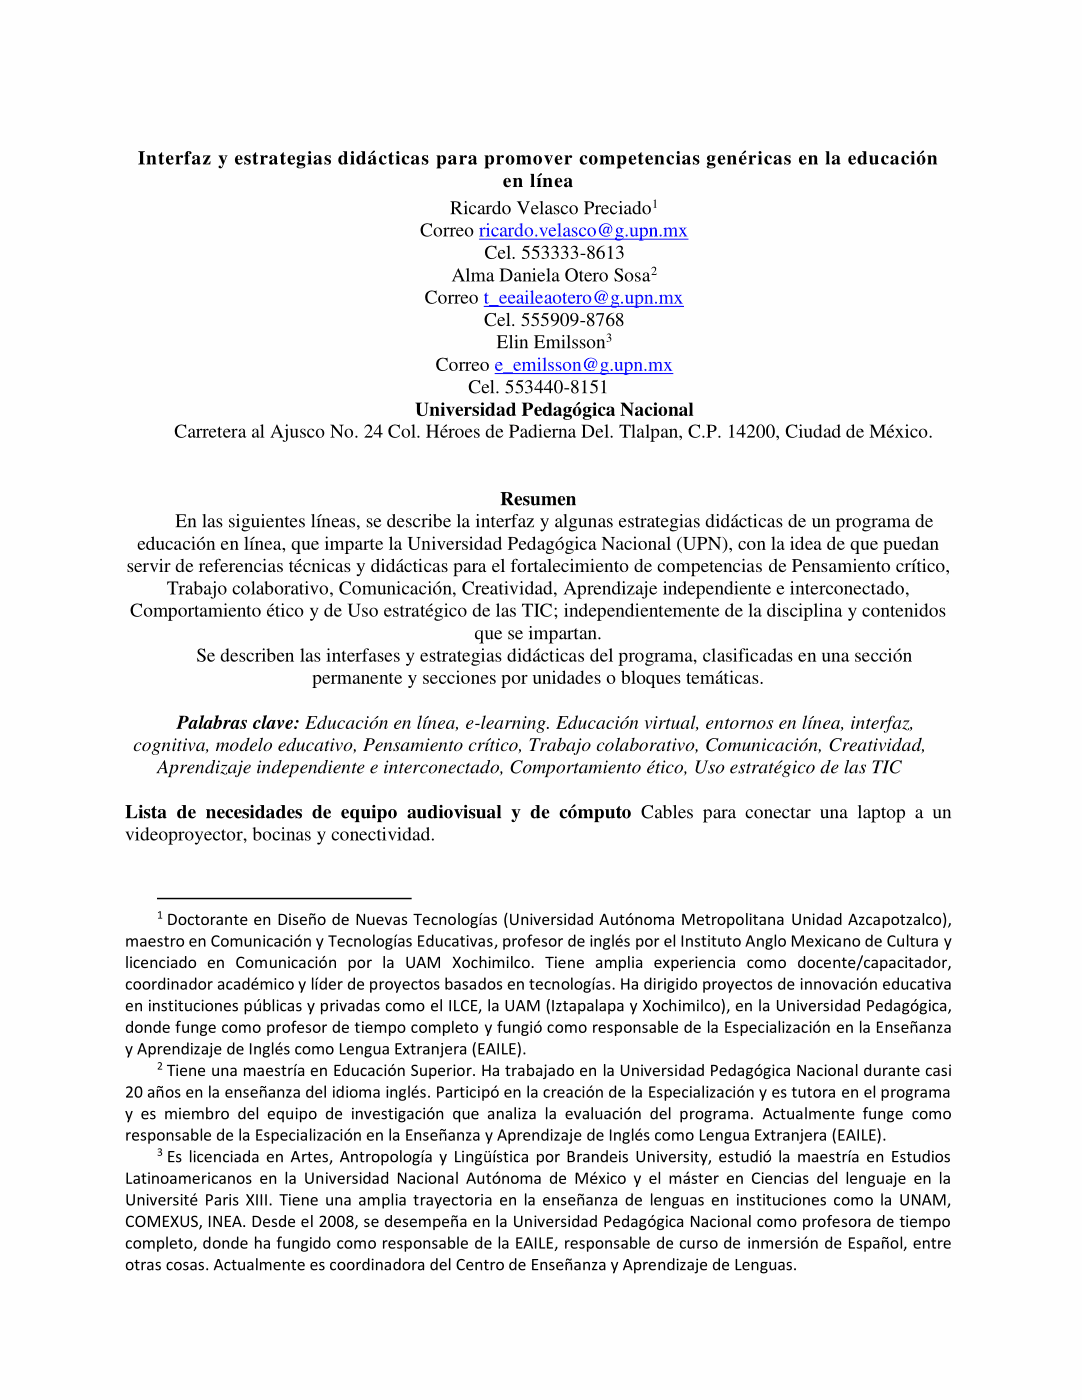 Interfaz y estrategias didácticas para promover competencias genéricas en la educación
en línea
Ricardo Velasco Preciado1
Correo ricardo.velasco@g.upn.mx
Cel. 553333-8613
Alma Daniela Otero Sosa2
Correo t_eeaileaotero@g.upn.mx
Cel. 555909-8768
Elin Emilsson3
Correo e_emilsson@g.upn.mx
Cel. 553440-8151
Universidad Pedagógica Nacional
Carretera al Ajusco No. 24 Col. Héroes de Padierna Del. Tlalpan, C.P. 14200, Ciudad de México.
Resumen
En las siguientes líneas, se describe la interfaz y algunas estrategias didácticas de un programa de
educación en línea, que imparte la Universidad Pedagógica Nacional (UPN), con la idea de que puedan
servir de referencias técnicas y didácticas para el fortalecimiento de competencias de Pensamiento crítico,
Trabajo colaborativo, Comunicación, Creatividad, Aprendizaje independiente e interconectado,
Comportamiento ético y de Uso estratégico de las TIC; independientemente de la disciplina y contenidos
que se impartan.
Se describen las interfases y estrategias didácticas del programa, clasificadas en una sección
permanente y secciones por unidades o bloques temáticas.
Palabras clave: Educación en línea, e-learning. Educación virtual, entornos en línea, interfaz,
cognitiva, modelo educativo, Pensamiento crítico, Trabajo colaborativo, Comunicación, Creatividad,
Aprendizaje independiente e interconectado, Comportamiento ético, Uso estratégico de las TIC
Lista de necesidades de equipo audiovisual y de cómputo Cables para conectar una laptop a un
videoproyector, bocinas y conectividad.
1 Doctorante en Diseño de Nuevas Tecnologías (Universidad Autónoma Metropolitana Unidad Azcapotzalco),
maestro en Comunicación y Tecnologías Educativas, profesor de inglés por el Instituto Anglo Mexicano de Cultura y
licenciado en Comunicación por la UAM Xochimilco. Tiene amplia experiencia como docente/capacitador,
coordinador académico y líder de proyectos basados en tecnologías. Ha dirigido proyectos de innovación educativa
en instituciones públicas y privadas como el ILCE, la UAM (Iztapalapa y Xochimilco), en la Universidad Pedagógica,
donde funge como profesor de tiempo completo y fungió como responsable de la Especialización en la Enseñanza
y Aprendizaje de Inglés como Lengua Extranjera (EAILE).
2 Tiene una maestría en Educación Superior. Ha trabajado en la Universidad Pedagógica Nacional durante casi
20 años en la enseñanza del idioma inglés. Participó en la creación de la Especialización y es tutora en el programa
y es miembro del equipo de investigación que analiza la evaluación del programa. Actualmente funge como
responsable de la Especialización en la Enseñanza y Aprendizaje de Inglés como Lengua Extranjera (EAILE).
3 Es licenciada en Artes, Antropología y Lingüística por Brandeis University, estudió la maestría en Estudios
Latinoamericanos en la Universidad Nacional Autónoma de México y el máster en Ciencias del lenguaje en la
Université Paris XIII. Tiene una amplia trayectoria en la enseñanza de lenguas en instituciones como la UNAM,
COMEXUS, INEA. Desde el 2008, se desempeña en la Universidad Pedagógica Nacional como profesora de tiempo
completo, donde ha fungido como responsable de la EAILE, responsable de curso de inmersión de Español, entre
otras cosas. Actualmente es coordinadora del Centro de Enseñanza y Aprendizaje de Lenguas.